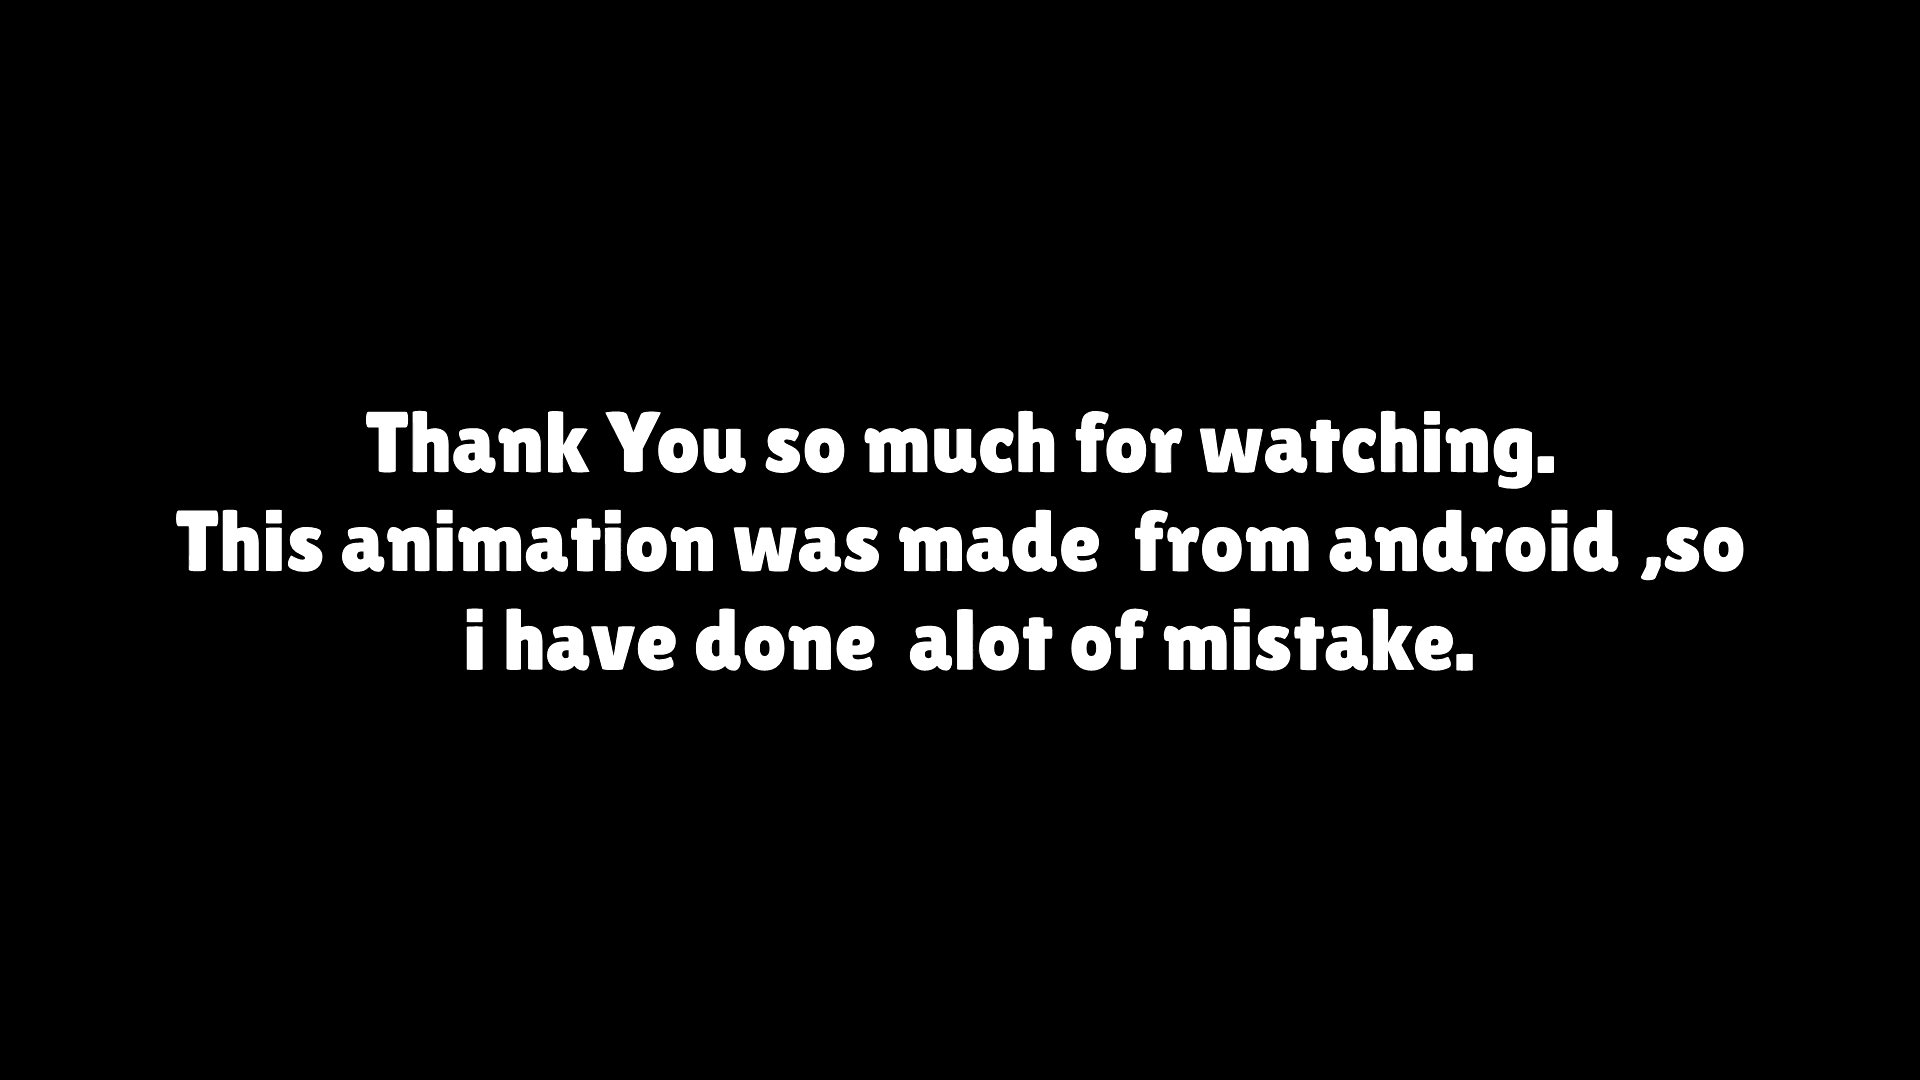 Thank You so much for watching.
This animation was made  from android ,so
i have done  alot of mistake.